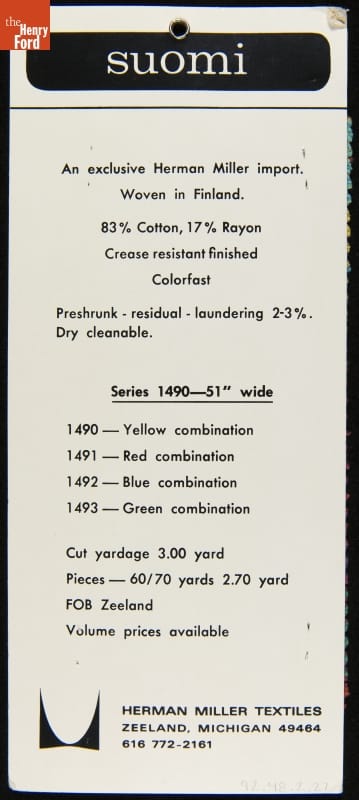 the
Henry
Ford
suomi
An exclusive Herman Miller import.
Woven in Finland.
83% Cotton, 17% Rayon
Crease resistant finished
Colorfast
Preshrunk - residual - laundering 2-3%.
Dry cleanable.
Series 1490—51" wide
1490 — Yellow combination
1491 — Red combination
1492 — Blue combination
1493 — Green combination
Cut yardage 3.00 yard
Pieces — 60/70 yards 2.70 yard
FOB Zeeland
Volume prices available
HERMAN MILLER TEXTILES
ZEELAND, MICHIGAN 49464
616 772-2161